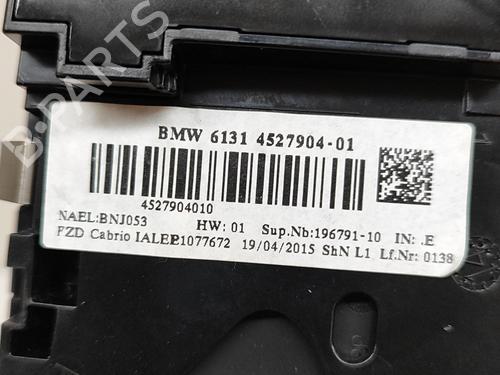 BMW 6131 4527904-01
4527904010
NAEL:BNJ053 HW: 01 Sup.Nb:196791-10 IN: .E
FZD Cabrio IALEE1077672 19/04/2015 ShN L1 Lf.Nr: 0138
B-PARTS